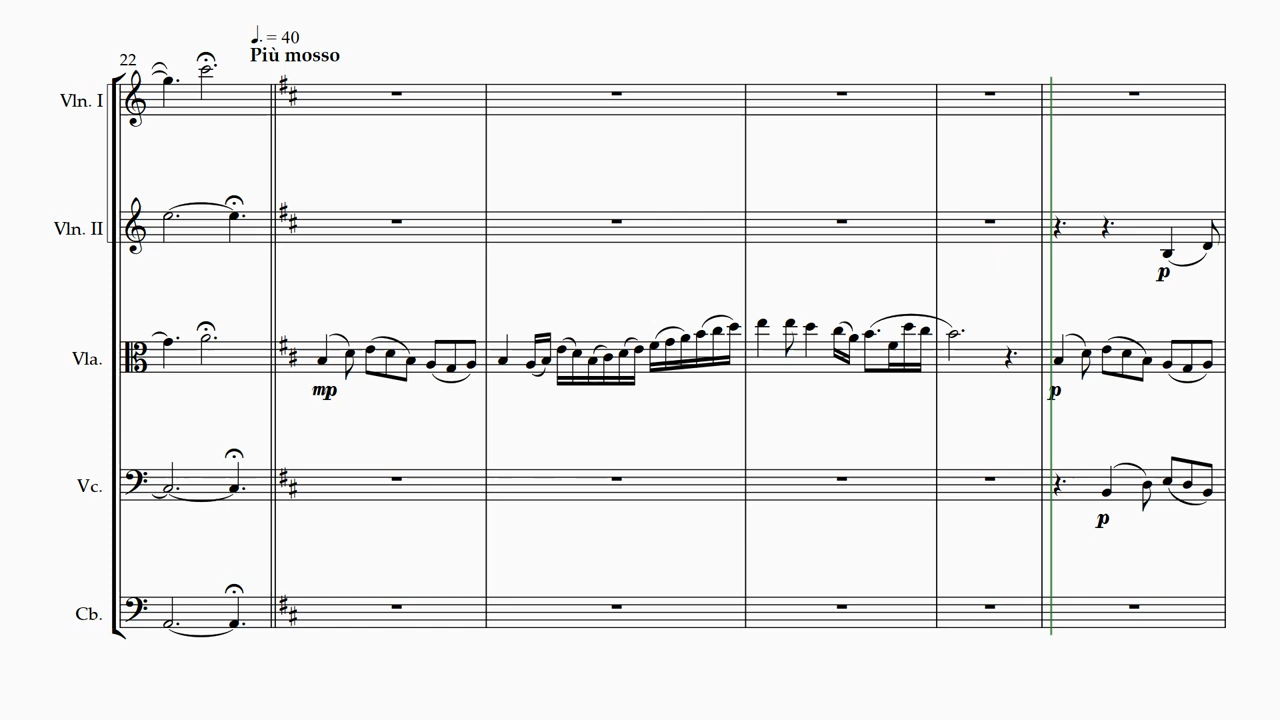 ♩. = 40
22
Più mosso
Vln. I
Vln. II
p
Vla.
mp
p
Vc.
p
Cb.